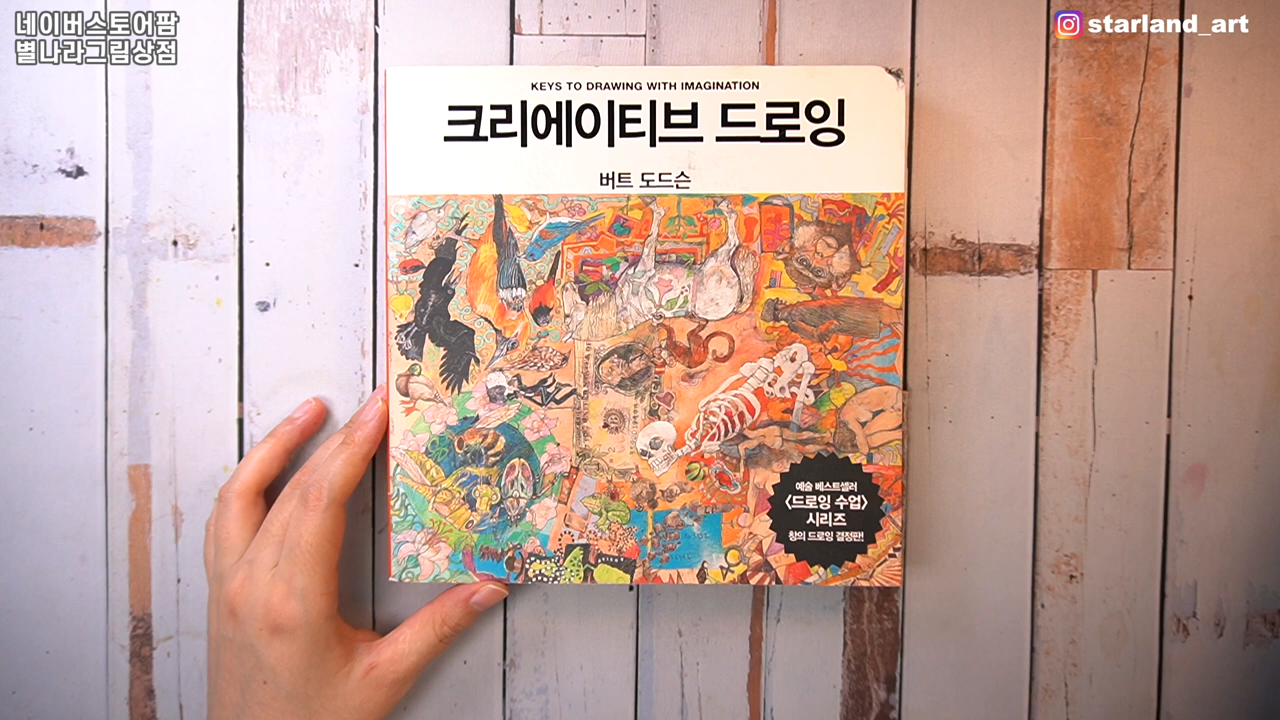 네이버스토어팜
별나라그림상점
starland_art
KEYS TO DRAWING WITH IMAGINATION
크리에이티브 드로잉
버트 도드슨
예술 베스트셀러
〈드로잉 수업〉
시리즈
창의 드로잉 결정판!